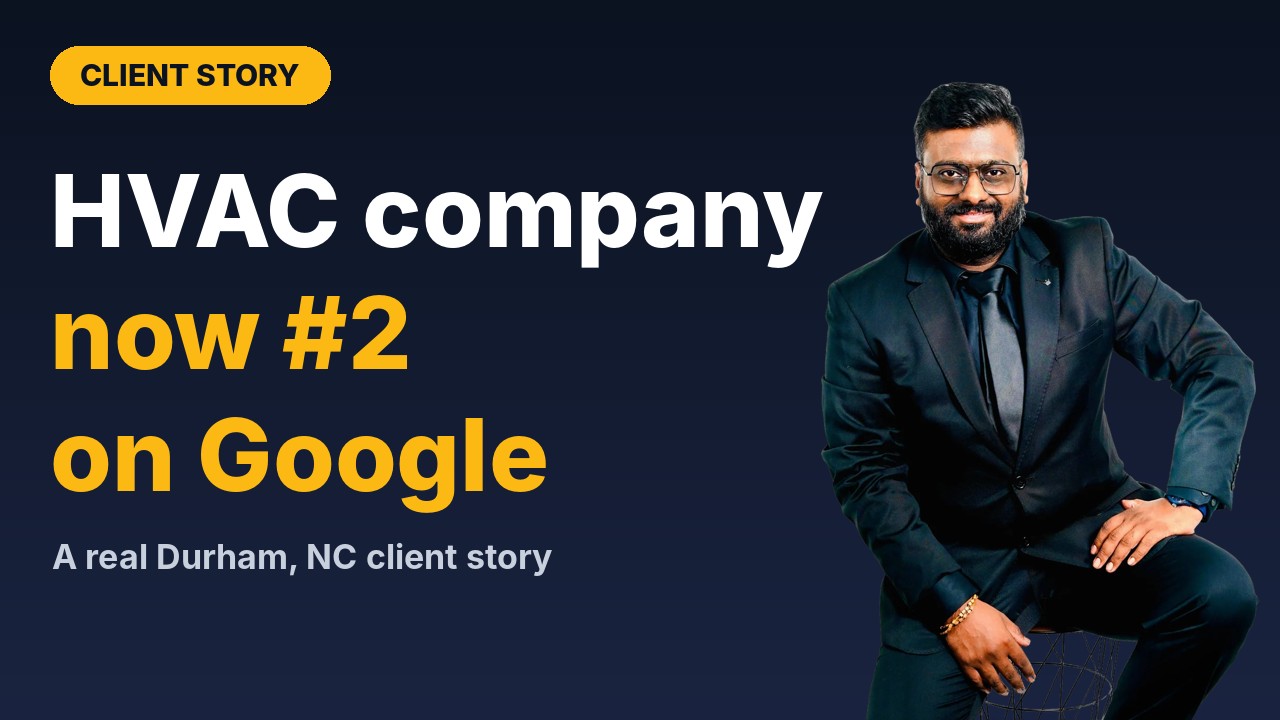 CLIENT STORY
HVAC company
now #2
on Google
A real Durham, NC client story